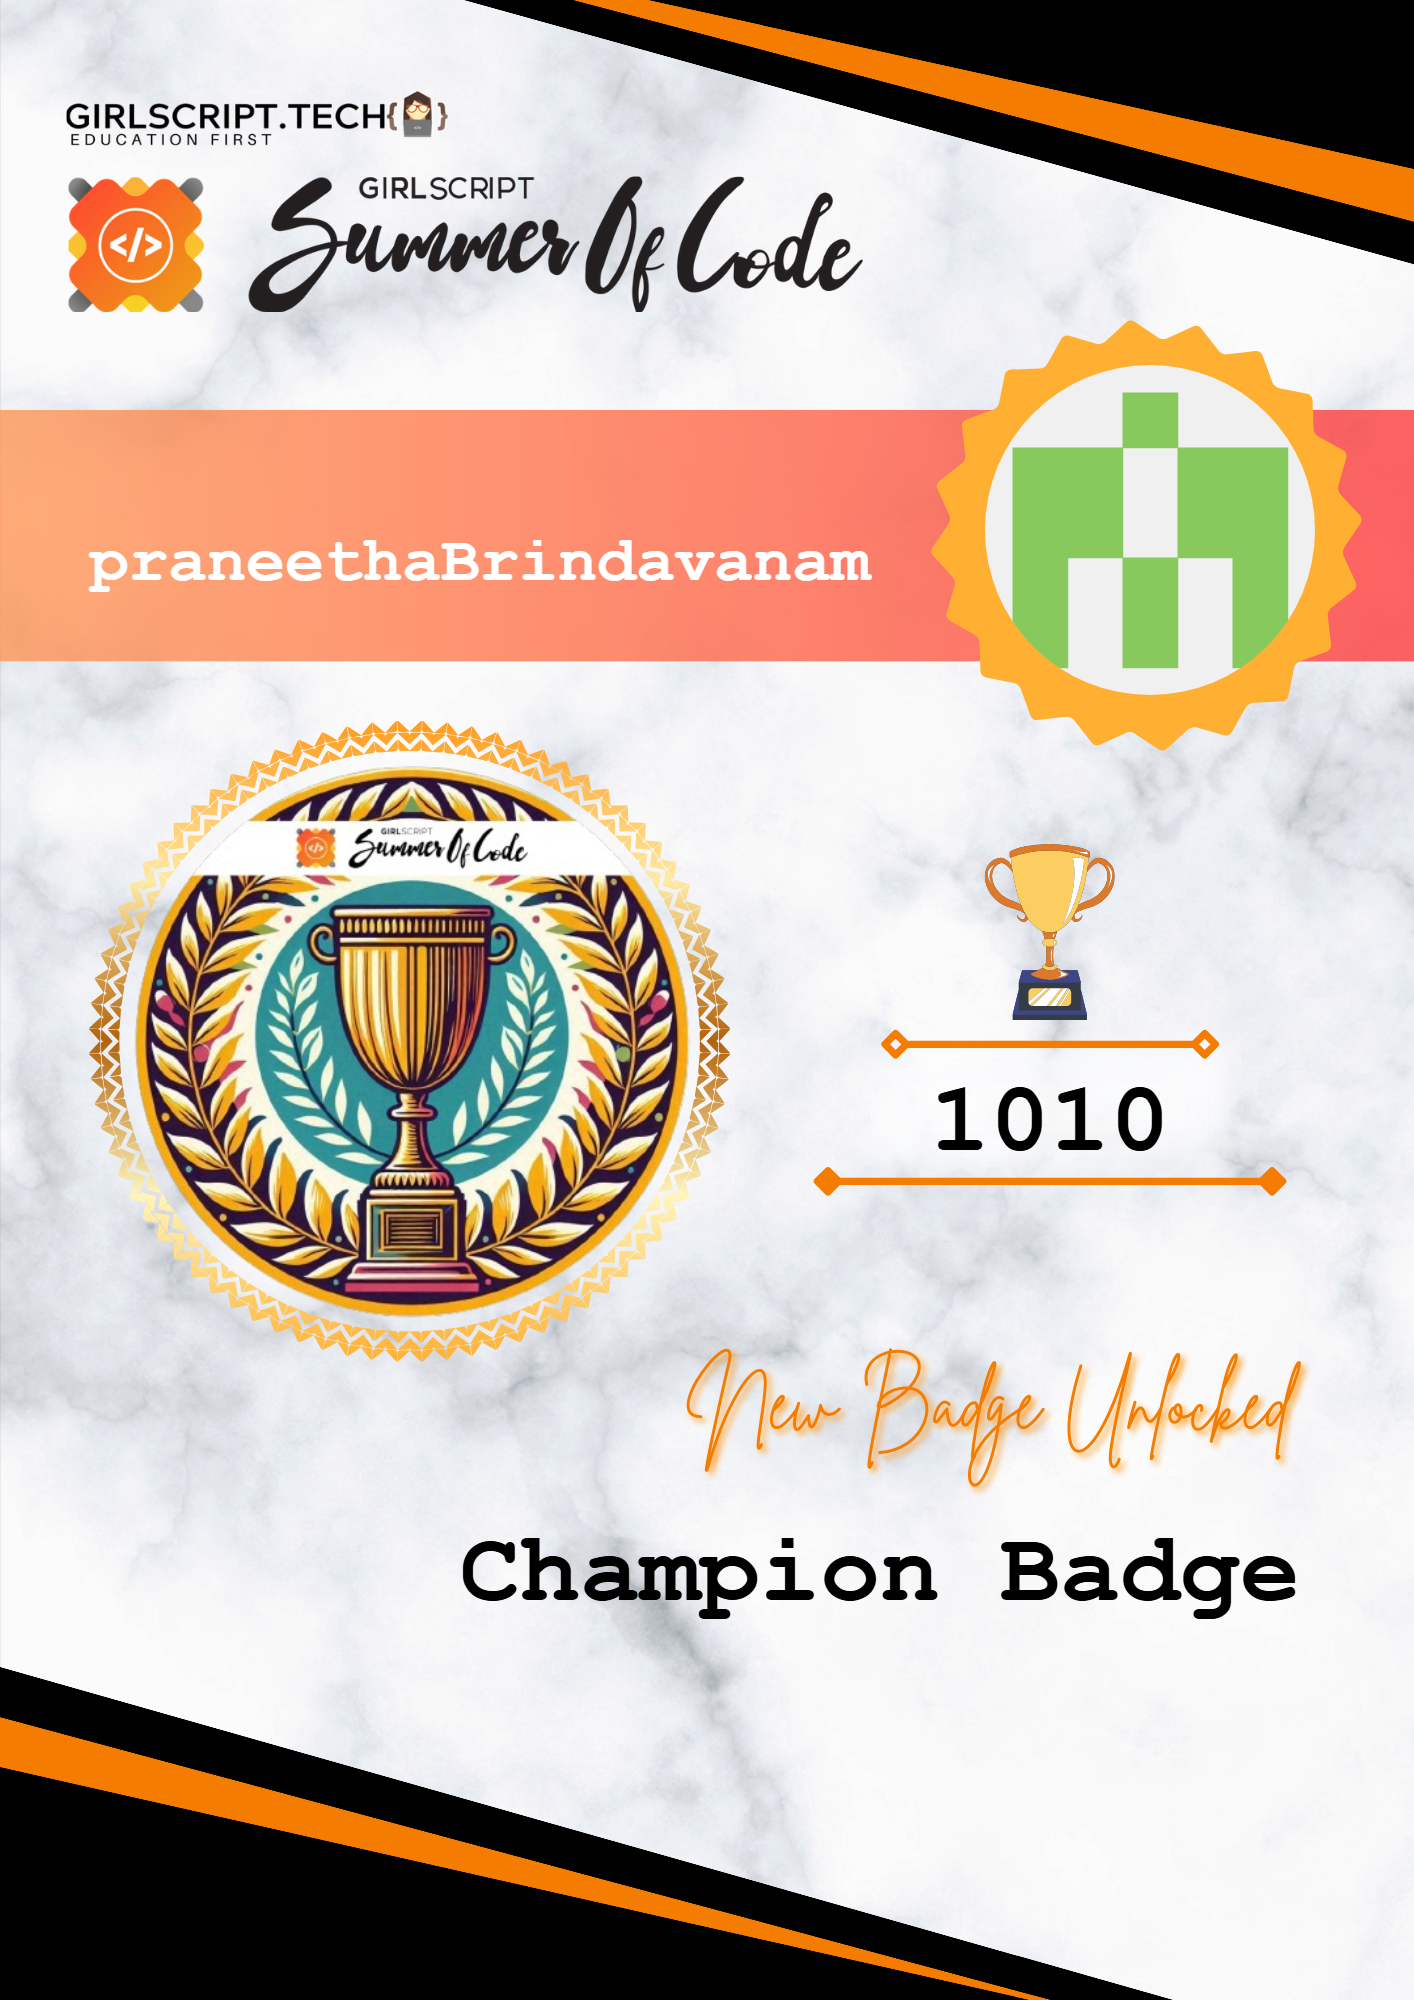 GIRLSCRIPT.TECH{ }
EDUCATION FIRST
</>
GIRLSCRIPT
Summer Of Code
praneethaBrindavanam
</>
GIRLSCRIPT
Summer Of Code
1010
New Badge Unlocked
Champion Badge